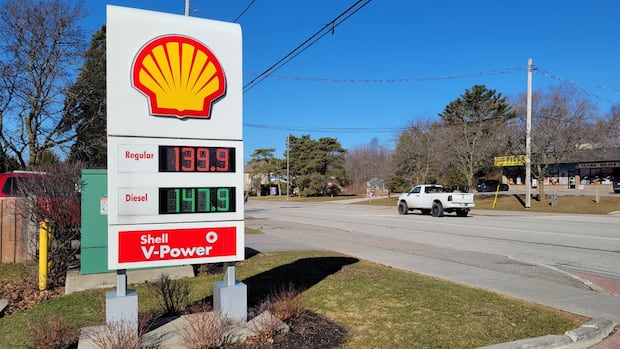 Regular 139.9
Diesel 147.9
Shell
V-Power